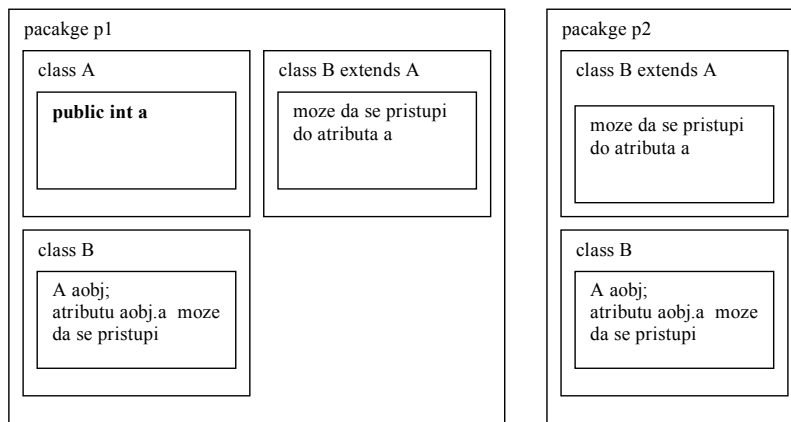 pacakge p1
class A
public int a
class B extends A
moze da se pristupi
do atributa a
class B
A aobj;
atributu aobj.a moze
da se pristupi
pacakge p2
class B extends A
moze da se pristupi
do atributa a
class B
A aobj;
atributu aobj.a moze
da se pristupi